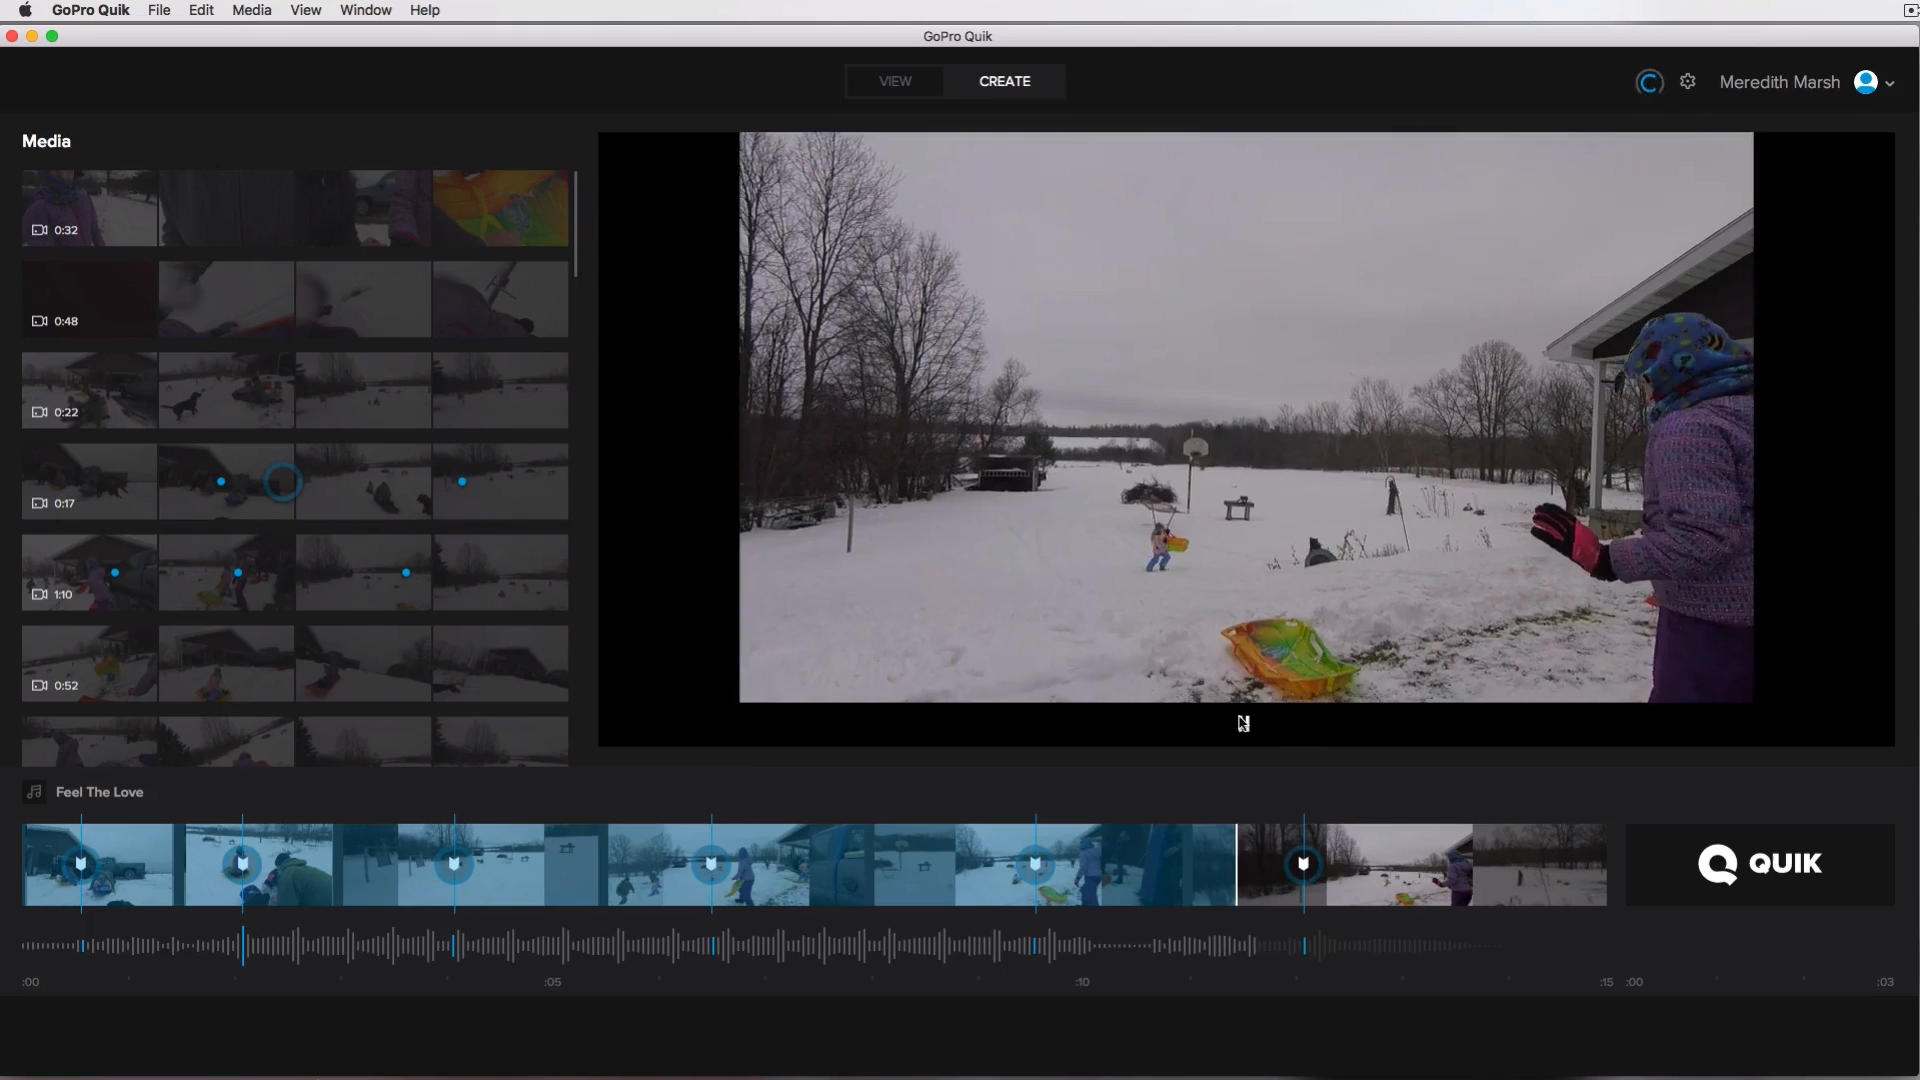 GoPro Quik File Edit Media View Window Help
GoPro Quik
VIEW CREATE
Meredith Marsh
Media
0:32
0:48
0:22
0:17
1:10
0:52
Feel The Love
QUIK
:00 :05 :10 :15 :00 :03